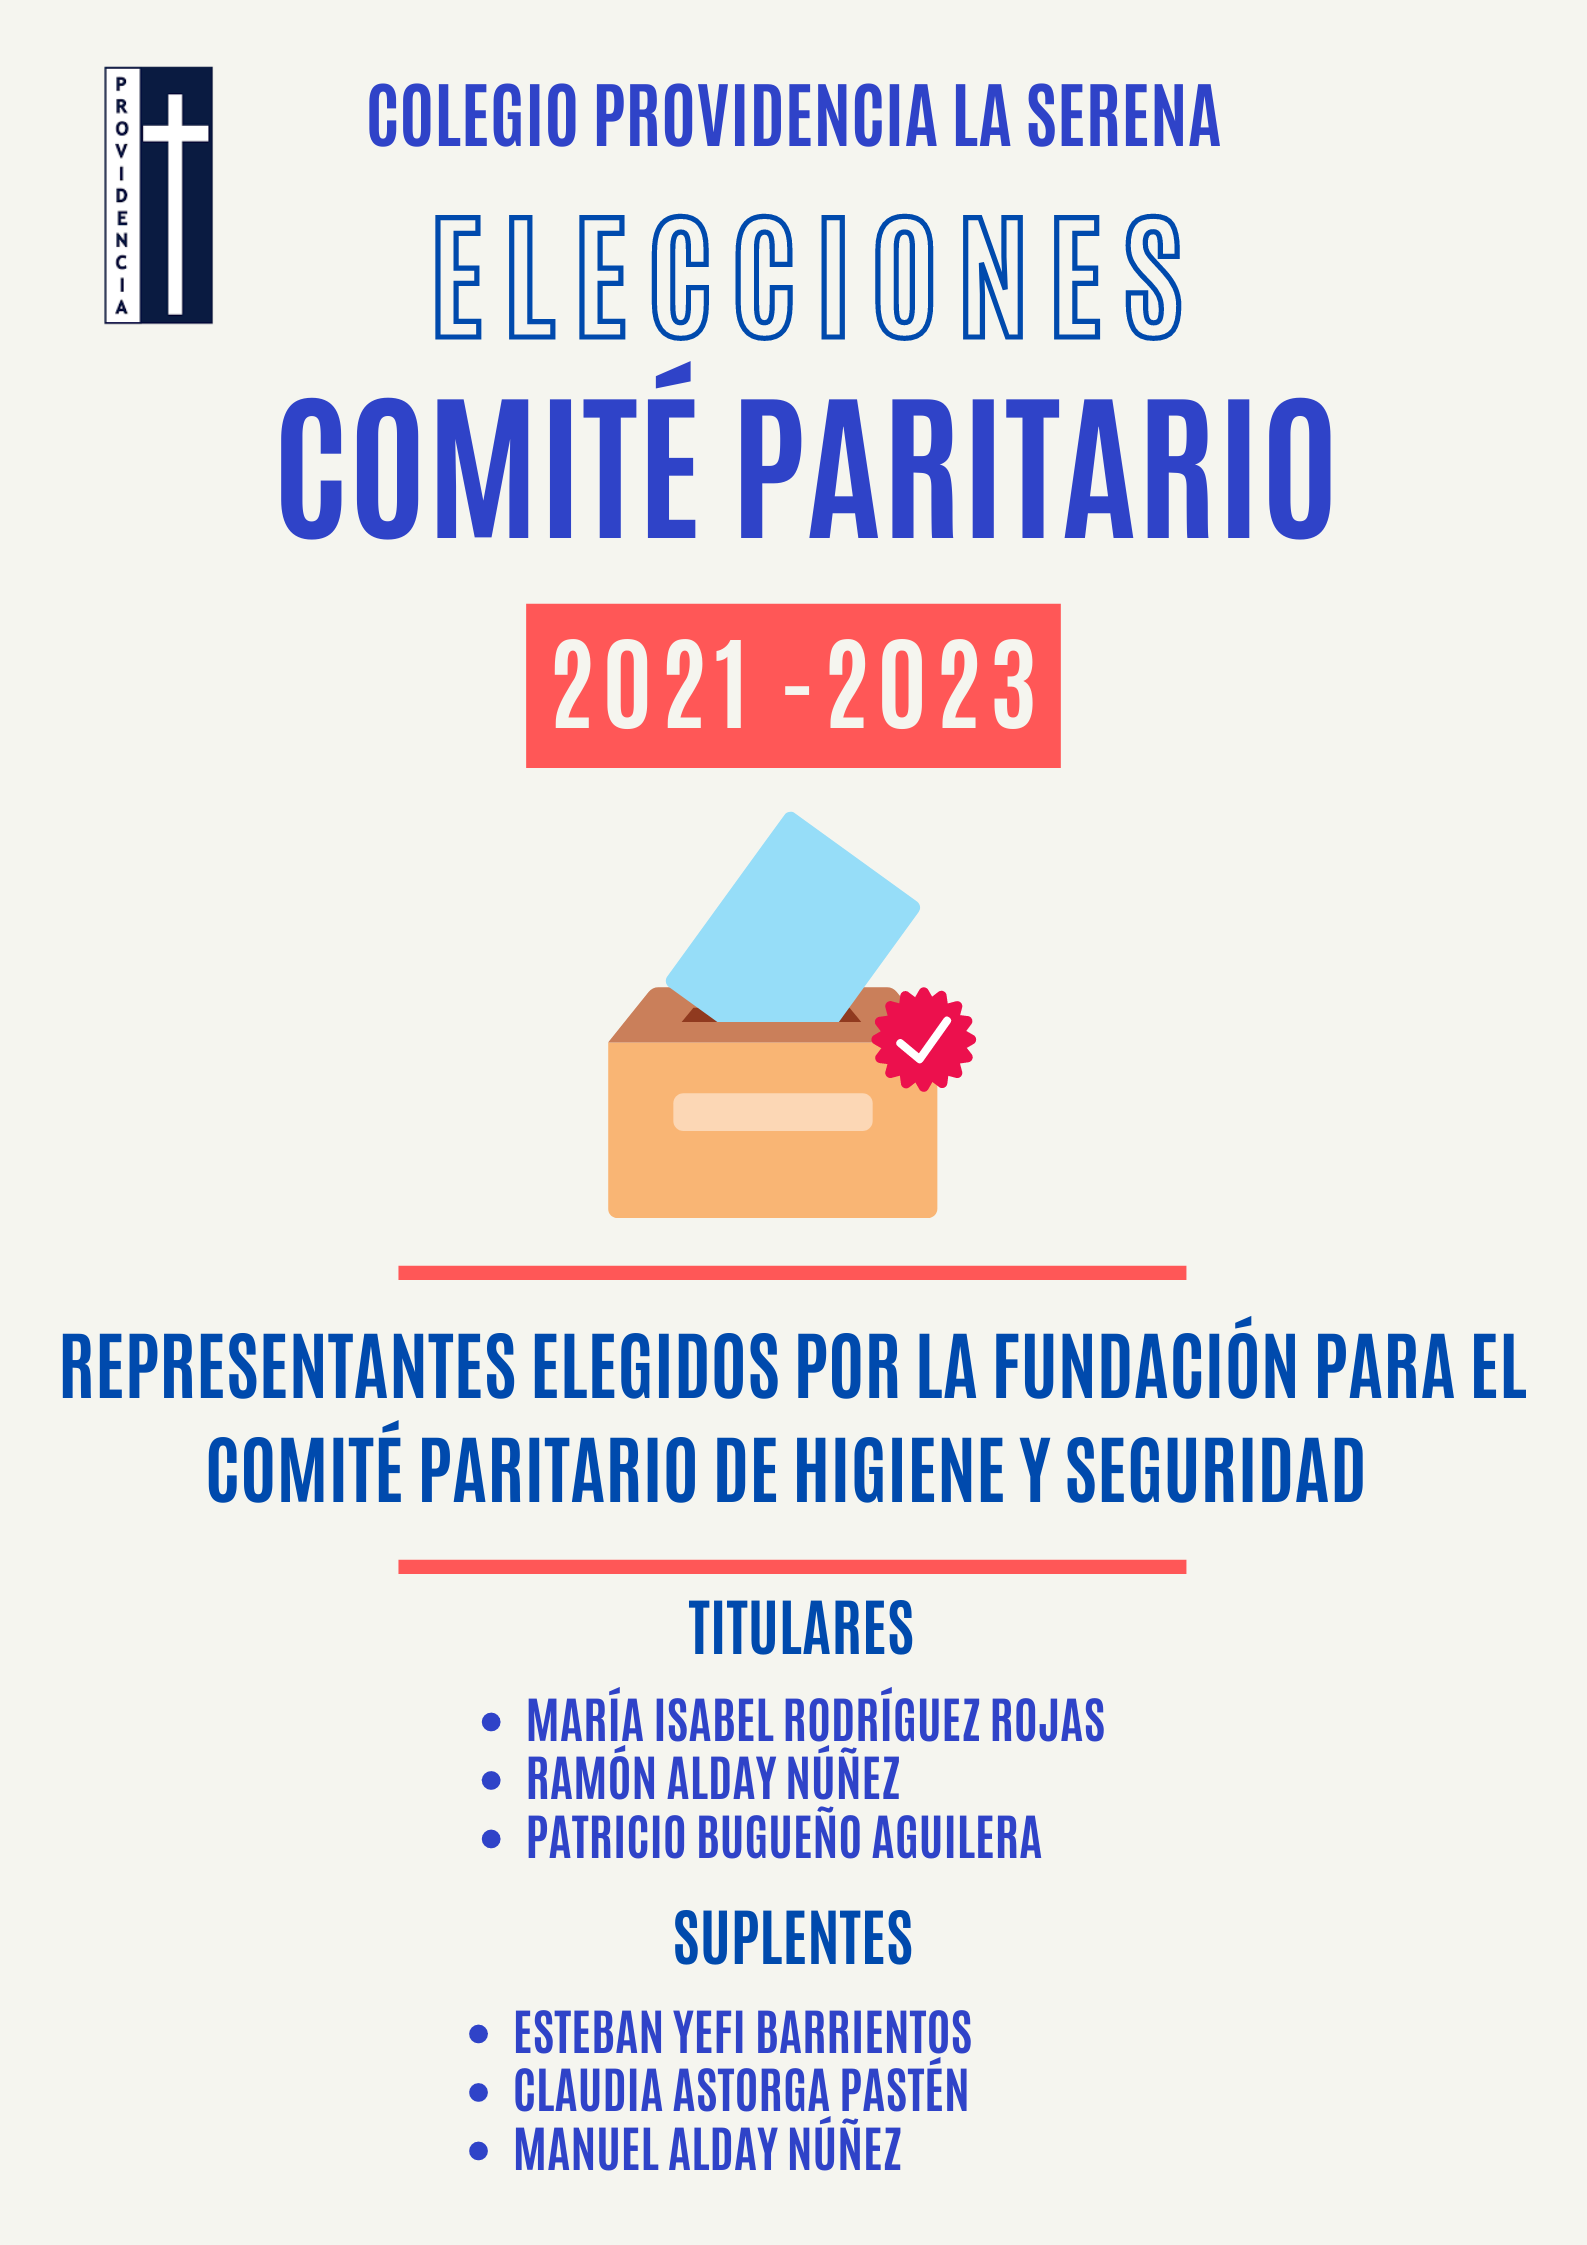 PROVIDENCIA
COLEGIO PROVIDENCIA LA SERENA
ELECCIONES
COMITÉ PARITARIO
2021 -2023
REPRESENTANTES ELEGIDOS POR LA FUNDACIÓN PARA EL
COMITÉ PARITARIO DE HIGIENE Y SEGURIDAD
TITULARES
• MARÍA ISABEL RODRÍGUEZ ROJAS
• RAMÓN ALDAY NÚÑEZ
• PATRICIO BUGUEÑO AGUILERA
SUPLENTES
• ESTEBAN YEFI BARRIENTOS
• CLAUDIA ASTORGA PASTÉN
• MANUEL ALDAY NÚÑEZ